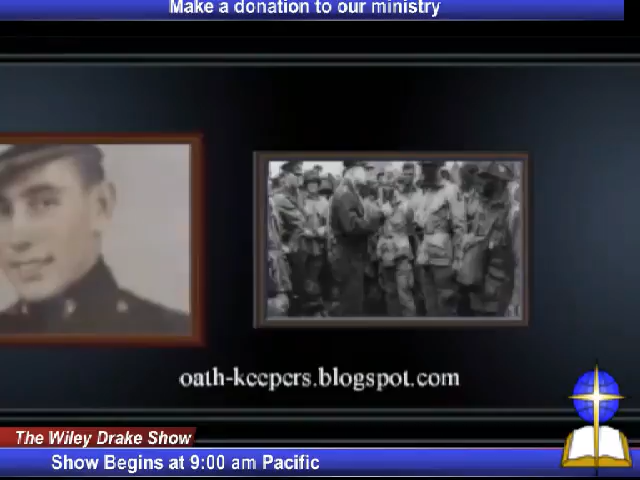 Make a donation to our ministry
oath-keepers.blogspot.com
The Wiley Drake Show
Show Begins at 9:00 am Pacific